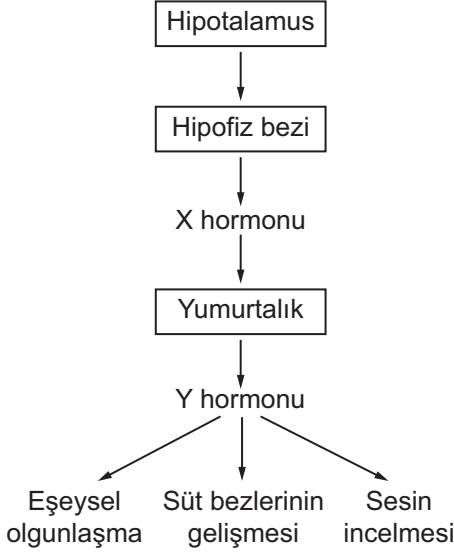 Hipotalamus
Hipofiz bezi
X hormonu
Yumurtalık
Y hormonu
Eşeysel
olgunlaşma
Süt bezlerinin
gelişmesi
Sesin
incelmesi